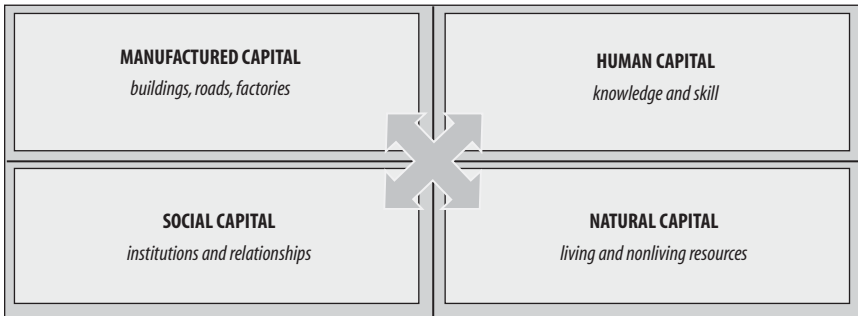 MANUFACTURED CAPITAL
buildings, roads, factories
HUMAN CAPITAL
knowledge and skill
SOCIAL CAPITAL
institutions and relationships
NATURAL CAPITAL
living and nonliving resources